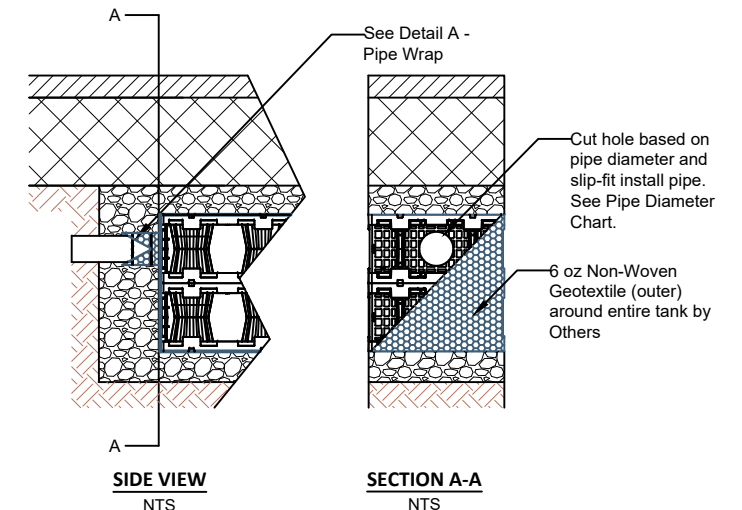 A
See Detail A -
Pipe Wrap
Cut hole based on
pipe diameter and
slip-fit install pipe.
See Pipe Diameter
Chart.
6 oz Non-Woven
Geotextile (outer)
around entire tank by
Others
A
SIDE VIEW
NTS
SECTION A-A
NTS